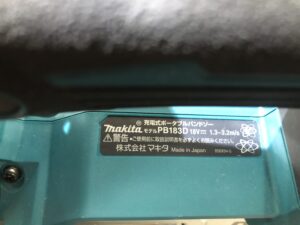 充電式ポータブルバンドソー
makita モデル PB183D 18V⎓ 1.3−3.2m/s
⚠警告 •ご使用前に取扱説明書を必ずよくお読みください
株式会社 マキタ Made in Japan